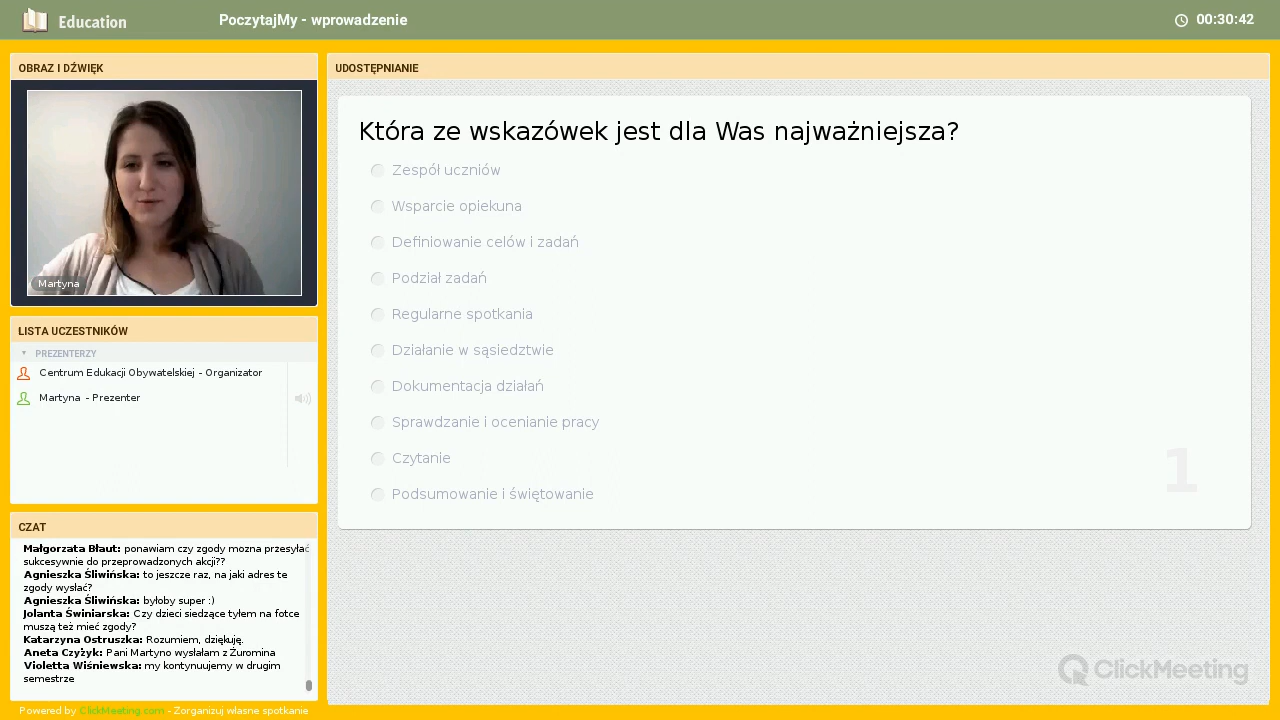 Education
PoczytajMy - wprowadzenie
00:30:42
OBRAZ I DŹWIĘK
Martyna
LISTA UCZESTNIKÓW
PREZENTERZY
Centrum Edukacji Obywatelskiej - Organizator
Martyna - Prezenter
CZAT
Małgorzata Błaut: ponawiam czy zgody mozna przesyłać
sukcesywnie do przeprowadzonych akcji??
Agnieszka Śliwińska: to jeszcze raz, na jaki adres te
zgody wysłać?
Agnieszka Śliwińska: byłoby super :)
Jolanta Świniarska: Czy dzieci siedzące tyłem na fotce
muszą też mieć zgody?
Katarzyna Ostruszka: Rozumiem, dziękuję.
Aneta Czyżyk: Pani Martyno wysłałam z Żuromina
Violetta Wiśniewska: my kontynuujemy w drugim
semestrze
Powered by ClickMeeting.com - Zorganizuj własne spotkanie
UDOSTĘPNIANIE
Która ze wskazówek jest dla Was najważniejsza?
Zespół uczniów
Wsparcie opiekuna
Definiowanie celów i zadań
Podział zadań
Regularne spotkania
Działanie w sąsiedztwie
Dokumentacja działań
Sprawdzanie i ocenianie pracy
Czytanie
Podsumowanie i świętowanie
1
ClickMeeting